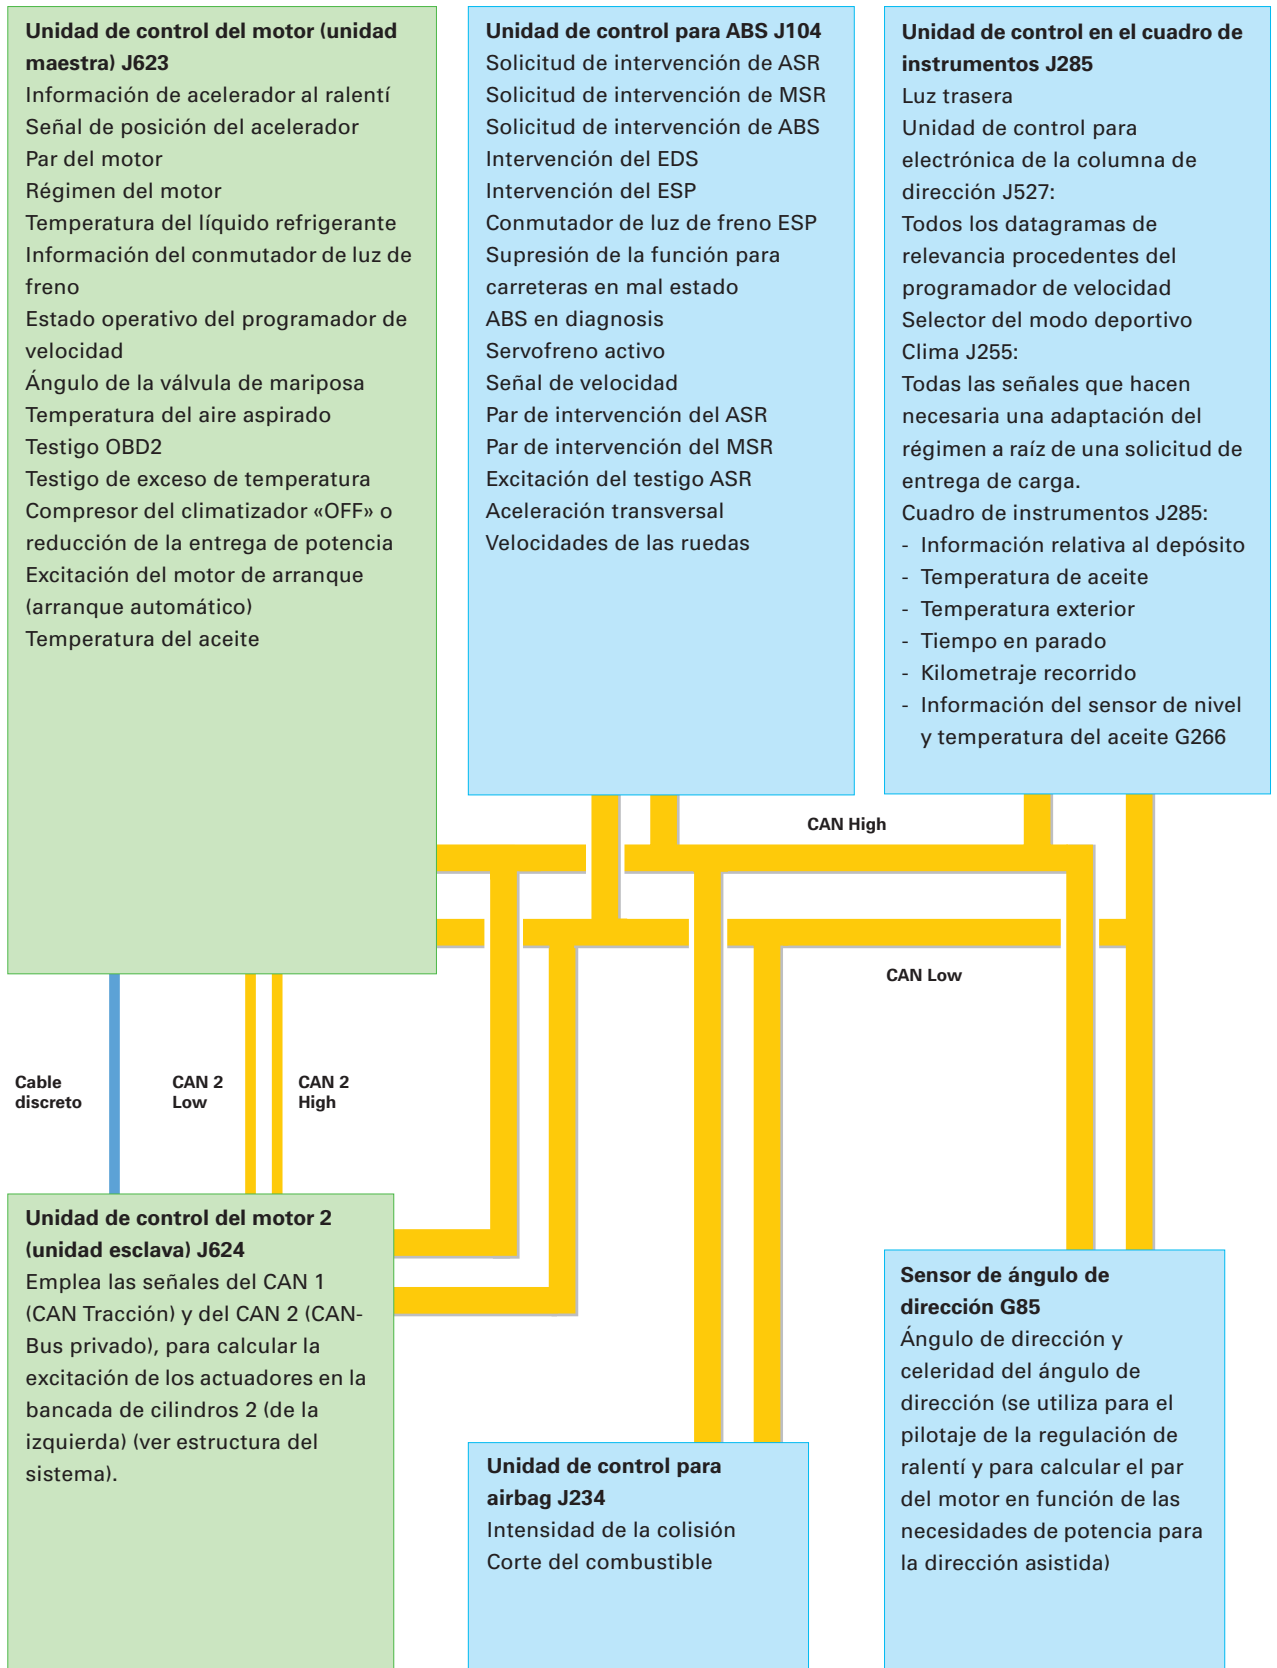 Unidad de control del motor (unidad
maestra) J623
Información de acelerador al ralentí
Señal de posición del acelerador
Par del motor
Régimen del motor
Temperatura del líquido refrigerante
Información del conmutador de luz de
freno
Estado operativo del programador de
velocidad
Ángulo de la válvula de mariposa
Temperatura del aire aspirado
Testigo OBD2
Testigo de exceso de temperatura
Compresor del climatizador «OFF» o
reducción de la entrega de potencia
Excitación del motor de arranque
(arranque automático)
Temperatura del aceite
Unidad de control para ABS J104
Solicitud de intervención de ASR
Solicitud de intervención de MSR
Solicitud de intervención de ABS
Intervención del EDS
Intervención del ESP
Conmutador de luz de freno ESP
Supresión de la función para
carreteras en mal estado
ABS en diagnosis
Servofreno activo
Señal de velocidad
Par de intervención del ASR
Par de intervención del MSR
Excitación del testigo ASR
Aceleración transversal
Velocidades de las ruedas
Unidad de control en el cuadro de
instrumentos J285
Luz trasera
Unidad de control para
electrónica de la columna de
dirección J527:
Todos los datagramas de
relevancia procedentes del
programador de velocidad
Selector del modo deportivo
Clima J255:
Todas las señales que hacen
necesaria una adaptación del
régimen a raíz de una solicitud de
entrega de carga.
Cuadro de instrumentos J285:
- Información relativa al depósito
- Temperatura de aceite
- Temperatura exterior
- Tiempo en parado
- Kilometraje recorrido
- Información del sensor de nivel
y temperatura del aceite G266
CAN High
CAN Low
Cable
discreto
CAN 2
Low
CAN 2
High
Unidad de control del motor 2
(unidad esclava) J624
Emplea las señales del CAN 1
(CAN Tracción) y del CAN 2 (CAN-
Bus privado), para calcular la
excitación de los actuadores en la
bancada de cilindros 2 (de la
izquierda) (ver estructura del
sistema).
Unidad de control para
airbag J234
Intensidad de la colisión
Corte del combustible
Sensor de ángulo de
dirección G85
Ángulo de dirección y
celeridad del ángulo de
dirección (se utiliza para el
pilotaje de la regulación de
ralentí y para calcular el par
del motor en función de las
necesidades de potencia para
la dirección asistida)